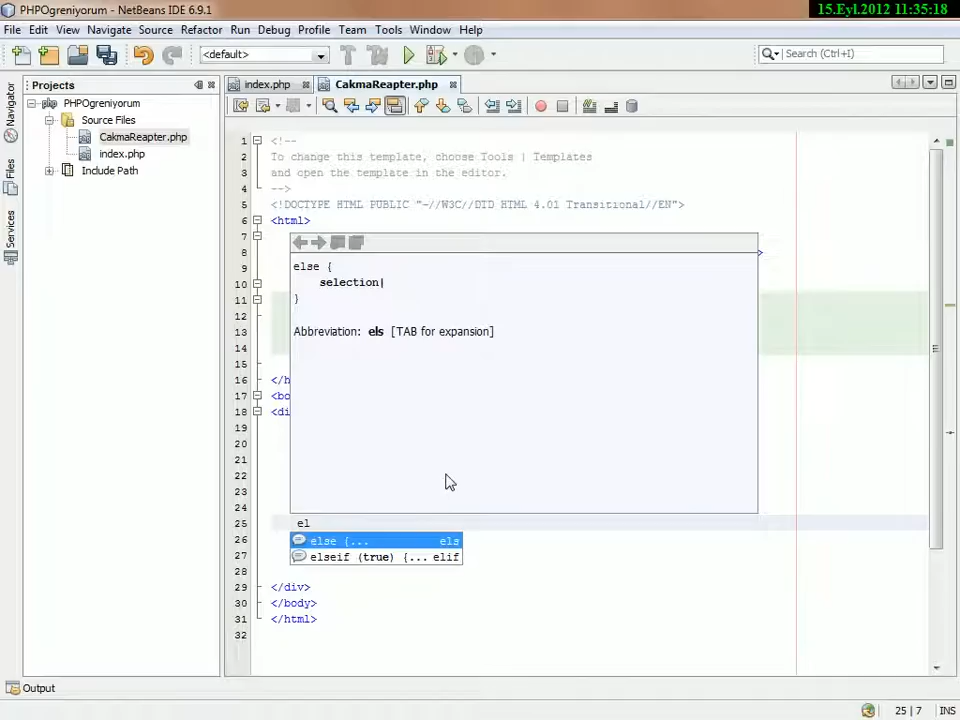 PHPOgreniyorum - NetBeans IDE 6.9.1
15.Eyl.2012 11:35:18
File Edit View Navigate Source Refactor Run Debug Profile Team Tools Window Help
<default>
Search (Ctrl+I)
Projects
index.php
CakmaReapter.php
Navigator
Files
Services
PHPOgreniyorum
Source Files
CakmaReapter.php
index.php
Include Path
1 <!--
2 To change this template, choose Tools | Templates
3 and open the template in the editor.
4 -->
5 <!DOCTYPE HTML PUBLIC "-//W3C//DTD HTML 4.01 Transitional//EN">
6 <html>
7
8 >
9
10
11
12
13
14
15
16 </h
17 <bo
18 <di
19
20
21
22
23
24
25 el
26
27
28
29 </div>
30 </body>
31 </html>
32
else {
selection|
}
Abbreviation: els [TAB for expansion]
else {... els
elseif (true) {... elif
Output
25 | 7 INS